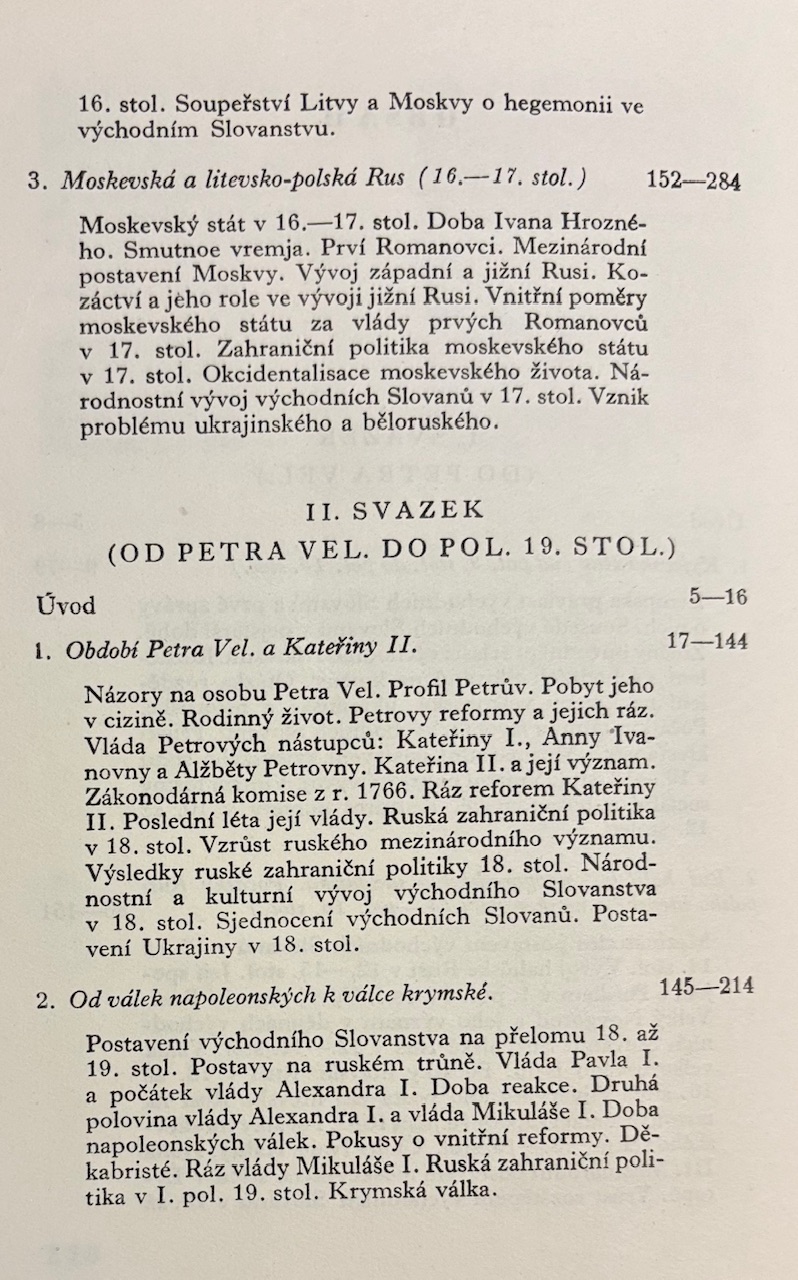 16. stol. Soupeřství Litvy a Moskvy o hegemonii ve
východním Slovanstvu.
3. Moskevská a litevsko-polská Rus (16.—17. stol.) 152—284
Moskevský stát v 16.—17. stol. Doba Ivana Hrozné-
ho. Smutnoe vremja. Prví Romanovci. Mezinárodní
postavení Moskvy. Vývoj západní a jižní Rusi. Ko-
záctví a jeho role ve vývoji jižní Rusi. Vnitřní poměry
moskevského státu za vlády prvých Romanovců
v 17. stol. Zahraniční politika moskevského státu
v 17. stol. Okcidentalisace moskevského života. Ná-
rodnostní vývoj východních Slovanů v 17. stol. Vznik
problému ukrajinského a běloruského.
II. SVAZEK
(OD PETRA VEL. DO POL. 19. STOL.)
Úvod 5—16
1. Období Petra Vel. a Kateřiny II. 17—144
Názory na osobu Petra Vel. Profil Petrův. Pobyt jeho
v cizině. Rodinný život. Petrovy reformy a jejich ráz.
Vláda Petrových nástupců: Kateřiny I., Anny Iva-
novny a Alžběty Petrovny. Kateřina II. a její význam.
Zákonodárná komise z r. 1766. Ráz reforem Kateřiny
II. Poslední léta její vlády. Ruská zahraniční politika
v 18. stol. Vzrůst ruského mezinárodního významu.
Výsledky ruské zahraniční politiky 18. stol. Národ-
nostní a kulturní vývoj východního Slovanstva
v 18. stol. Sjednocení východních Slovanů. Posta-
vení Ukrajiny v 18. stol.
2. Od válek napoleonských k válce krymské. 145—214
Postavení východního Slovanstva na přelomu 18. až
19. stol. Postavy na ruském trůně. Vláda Pavla I.
a počátek vlády Alexandra I. Doba reakce. Druhá
polovina vlády Alexandra I. a vláda Mikuláše I. Doba
napoleonských válek. Pokusy o vnitřní reformy. Dě-
kabristé. Ráz vlády Mikuláše I. Ruská zahraniční poli-
tika v I. pol. 19. stol. Krymská válka.